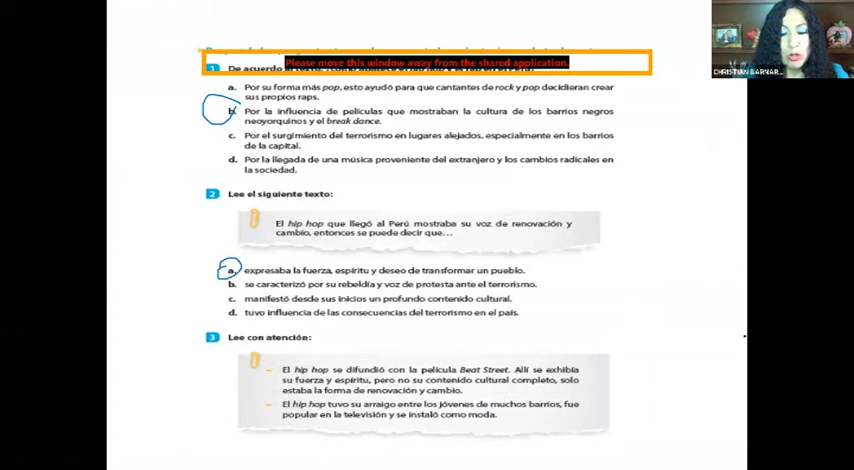 Please move this window away from the shared application.
CHRISTIAN BARNAR...
1 De acuerdo
a. Por su forma más pop, esto ayudó para que cantantes de rock y pop decidieran crear
sus propios raps.
b. Por la influencia de películas que mostraban la cultura de los barrios negros
neoyorquinos y el break dance.
c. Por el surgimiento del terrorismo en lugares alejados, especialmente en los barrios
de la capital.
d. Por la llegada de una música proveniente del extranjero y los cambios radicales en
la sociedad.
2 Lee el siguiente texto:
El hip hop que llegó al Perú mostraba su voz de renovación y
cambio, entonces se puede decir que...
a. expresaba la fuerza, espíritu y deseo de transformar un pueblo.
b. se caracterizó por su rebeldía y voz de protesta ante el terrorismo.
c. manifestó desde sus inicios un profundo contenido cultural.
d. tuvo influencia de las consecuencias del terrorismo en el país.
3 Lee con atención:
– El hip hop se difundió con la película Beat Street. Allí se exhibía
su fuerza y espíritu, pero no su contenido cultural completo, solo
estaba la forma de renovación y cambio.
– El hip hop tuvo su arraigo entre los jóvenes de muchos barrios, fue
popular en la televisión y se instaló como moda.